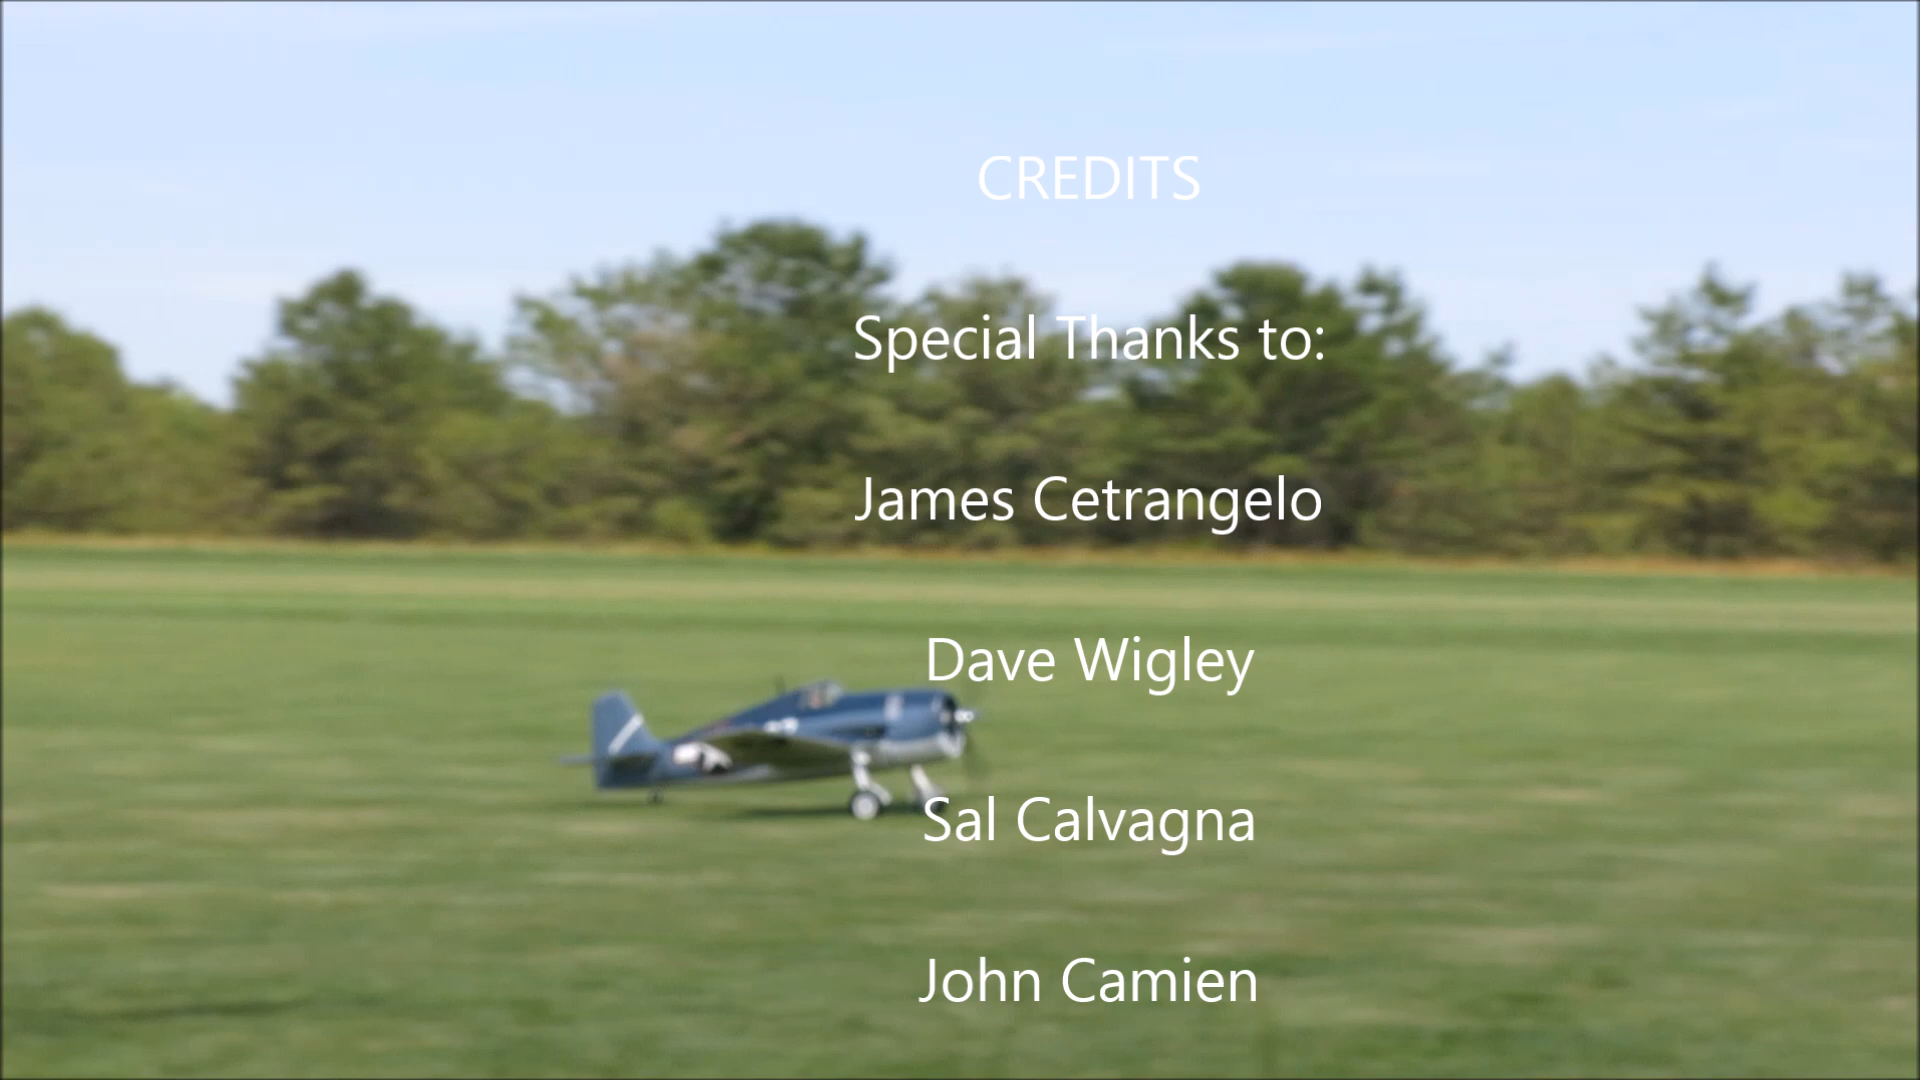 CREDITS
Special Thanks to:
James Cetrangelo
Dave Wigley
Sal Calvagna
John Camien